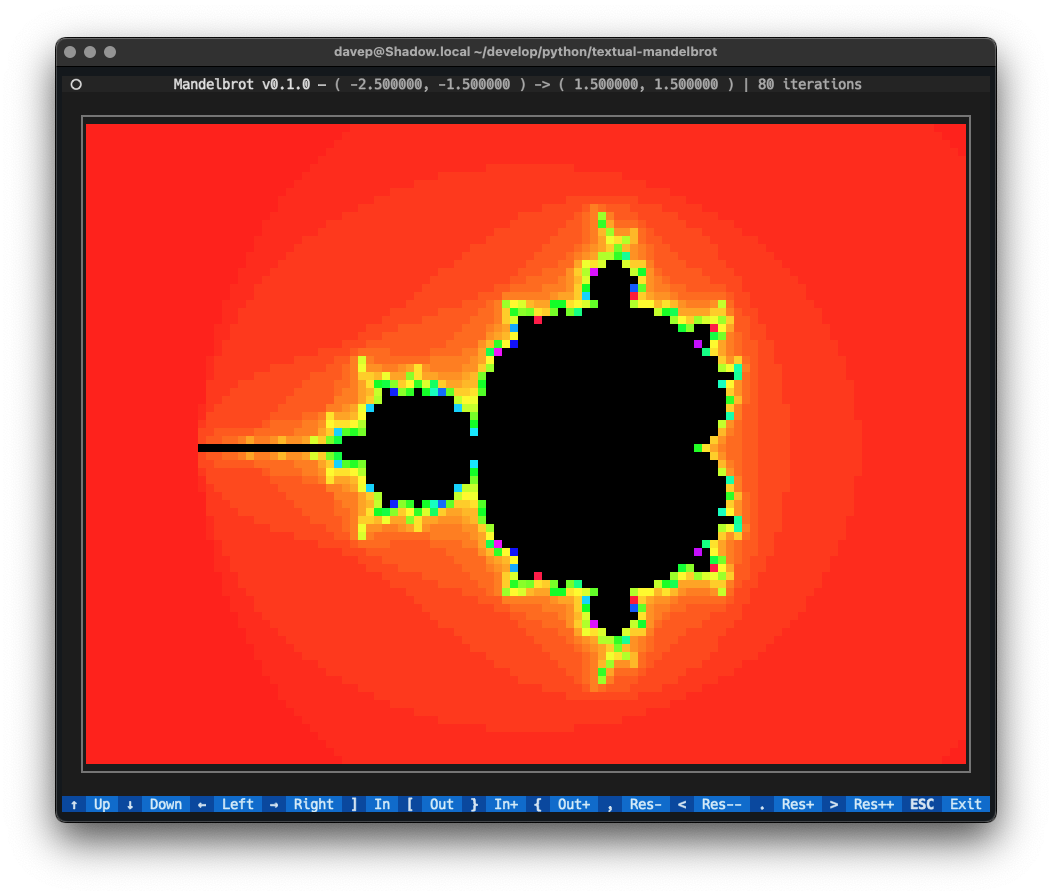 davep@Shadow.local ~/develop/python/textual-mandelbrot
Mandelbrot v0.1.0 — ( -2.500000, -1.500000 ) -> ( 1.500000, 1.500000 ) | 80 iterations
↑ Up ↓ Down ← Left → Right ] In [ Out } In+ { Out+ , Res- < Res-- . Res+ > Res++ ESC Exit